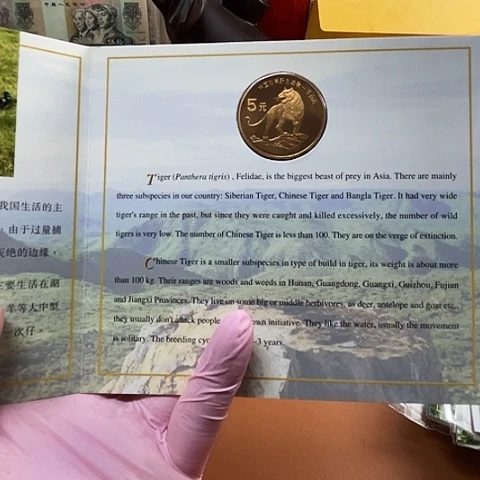 中国人民
5元
我国生活的主
由于过量捕
灭绝的边缘。
主要生活在湖
羊等大中型
一次仔。
Tiger (Panthera tigris) , Felidae, is the biggest beast of prey in Asia. There are mainly
three subspecies in our country: Siberian Tiger, Chinese Tiger and Bangla Tiger. It had very wide
tiger's range in the past, but since they were caught and killed excessively, the number of wild
tigers is very low. The number of Chinese Tiger is less than 100. They are on the verge of extinction.
Chinese Tiger is a smaller subspecies in type of build in tiger, its weight is about more
than 100 kg. Their ranges are woods and weeds in Hunan, Guangdong, Guangxi, Guizhou, Fujian
and Jiangxi Provinces. They live on some big or middle herbivores, as deer, antelope and goat etc.,
they usually don't attack people own initiative. They like the water, usually the movement
is solitary. The breeding –3 years.